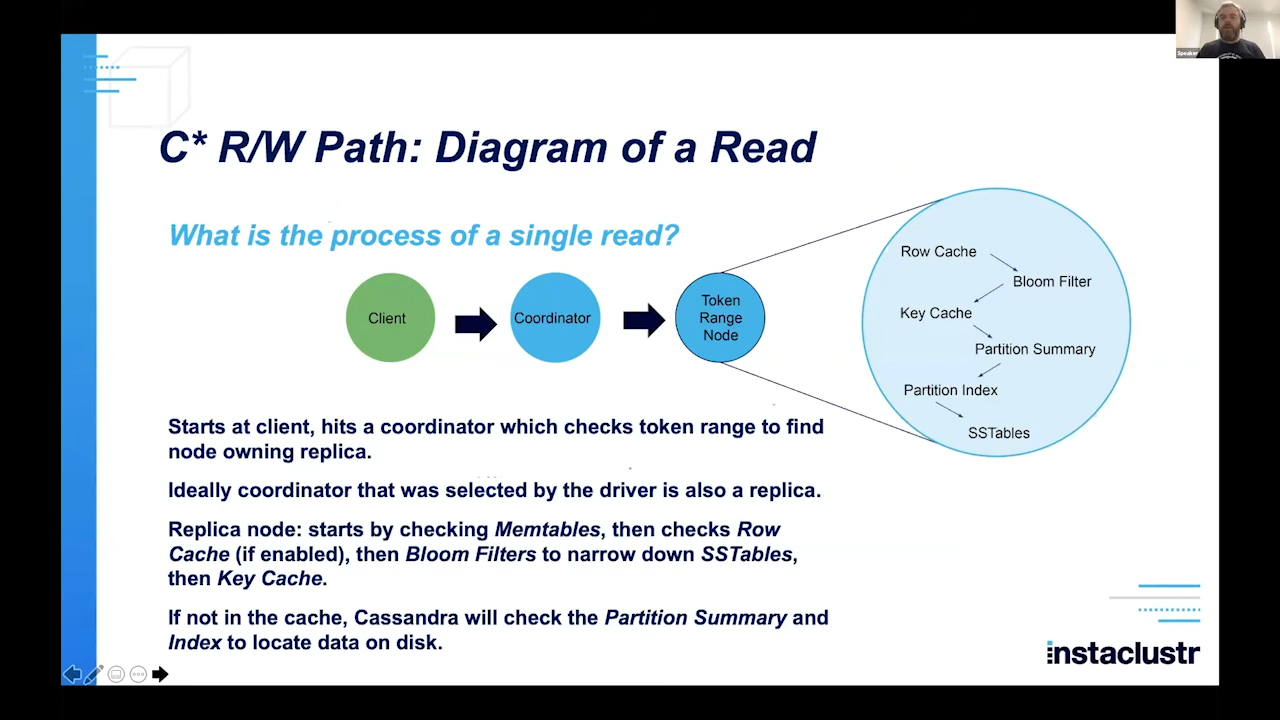 Speaker
C* R/W Path: Diagram of a Read
What is the process of a single read?
Client
Coordinator
Token
Range
Node
Row Cache
Bloom Filter
Key Cache
Partition Summary
Partition Index
SSTables
Starts at client, hits a coordinator which checks token range to find
node owning replica.
Ideally coordinator that was selected by the driver is also a replica.
Replica node: starts by checking Memtables, then checks Row
Cache (if enabled), then Bloom Filters to narrow down SSTables,
then Key Cache.
If not in the cache, Cassandra will check the Partition Summary and
Index to locate data on disk.
instaclustr